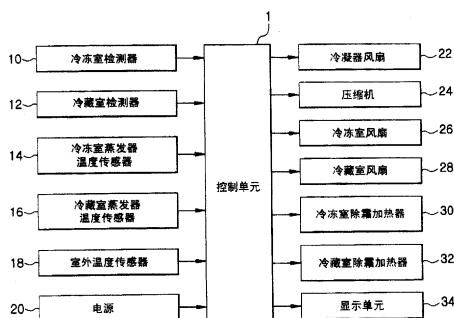 1
10
冷冻室检测器
12
冷藏室检测器
14
冷冻室蒸发器
温度传感器
16
冷藏室蒸发器
温度传感器
18
室外温度传感器
20
电源
控制单元
冷凝器风扇
22
压缩机
24
冷冻室风扇
26
冷藏室风扇
28
冷冻室除霜加热器
30
冷藏室除霜加热器
32
显示单元
34